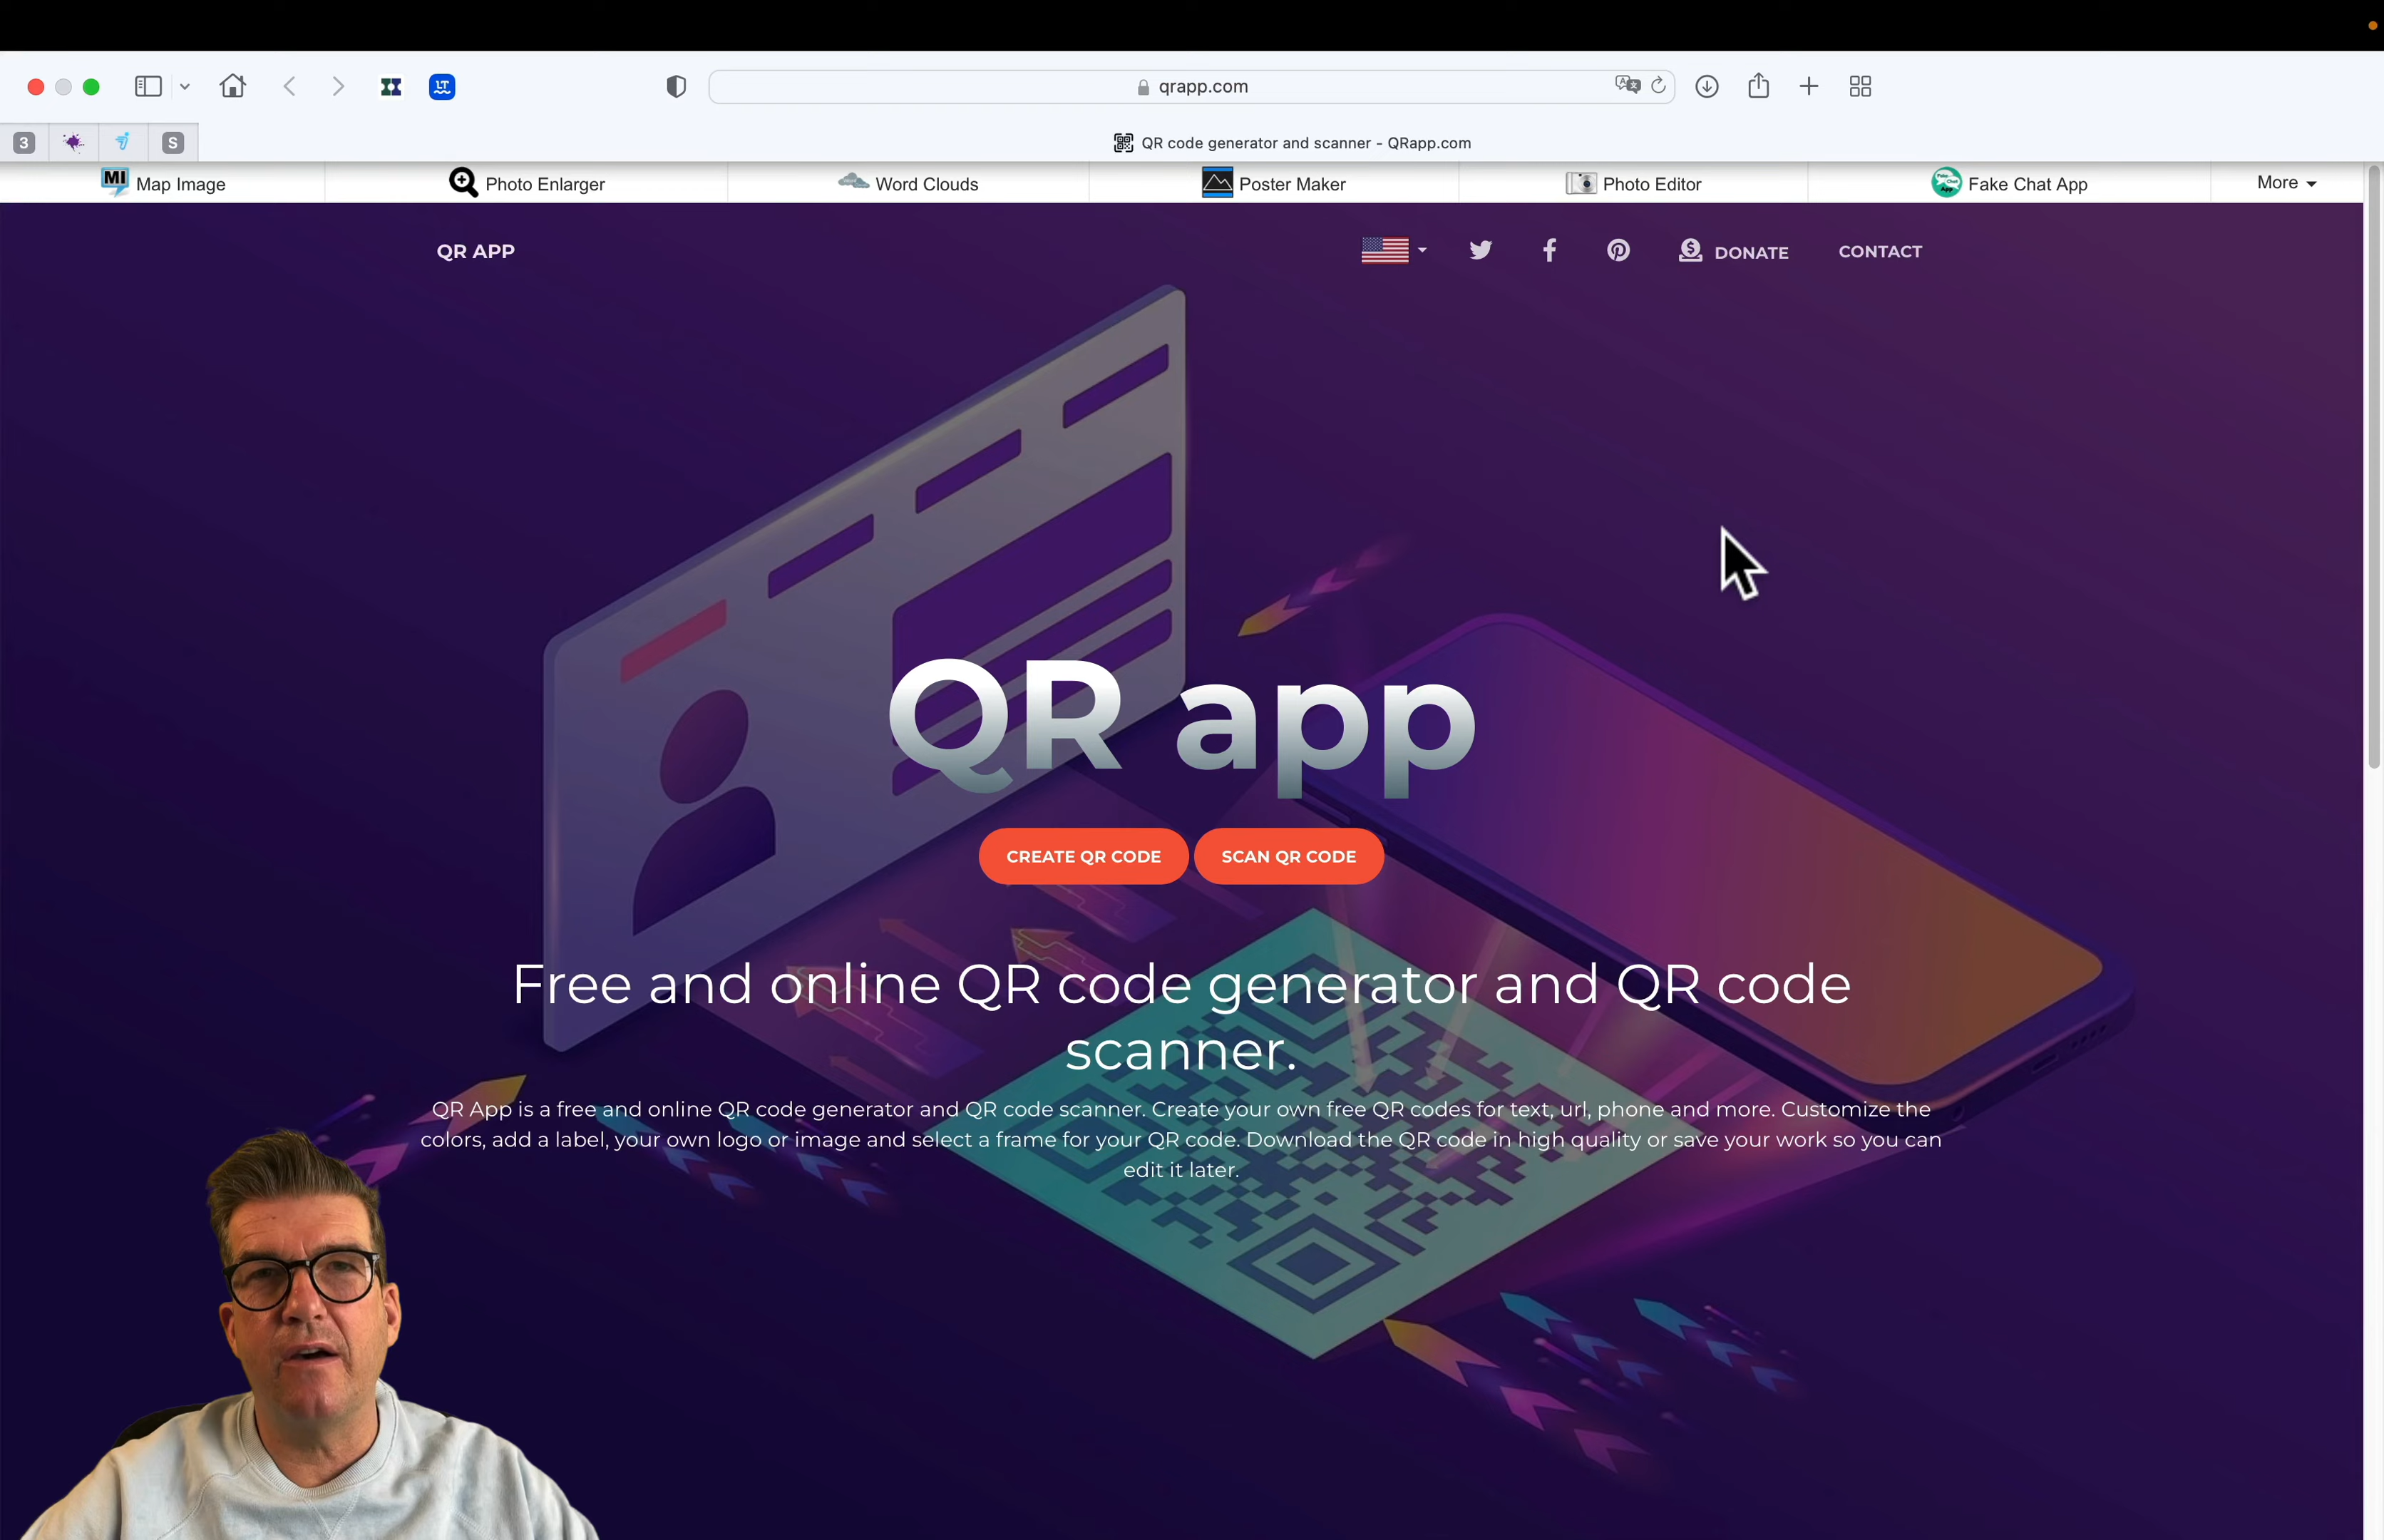 qrapp.com
3
S
QR code generator and scanner - QRapp.com
MI Map Image
Photo Enlarger
Word Clouds
Poster Maker
Photo Editor
Fake Chat App
More
QR APP
DONATE
CONTACT
QR app
CREATE QR CODE
SCAN QR CODE
Free and online QR code generator and QR code
scanner.
QR App is a free and online QR code generator and QR code scanner. Create your own free QR codes for text, url, phone and more. Customize the
colors, add a label, your own logo or image and select a frame for your QR code. Download the QR code in high quality or save your work so you can
edit it later.